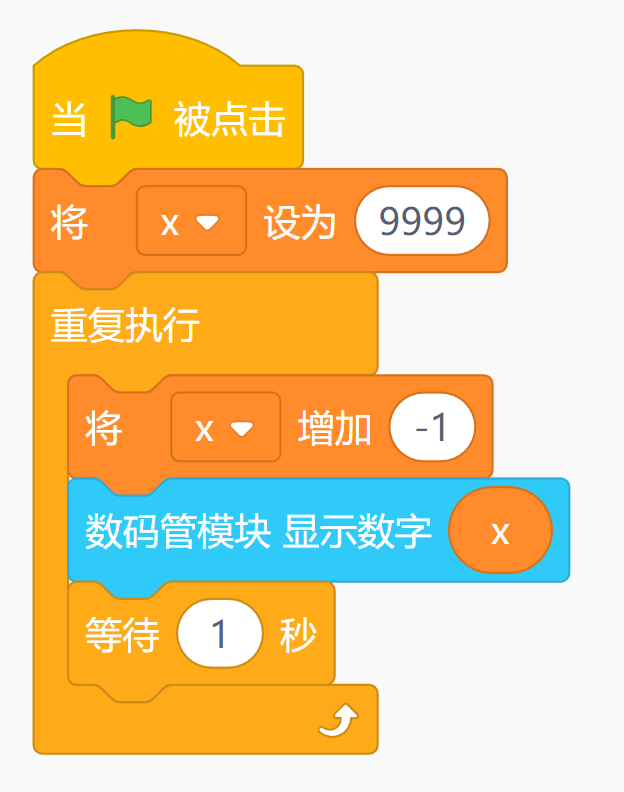 当 被点击
将 x 设为 9999
重复执行
将 x 增加 -1
数码管模块 显示数字 x
等待 1 秒